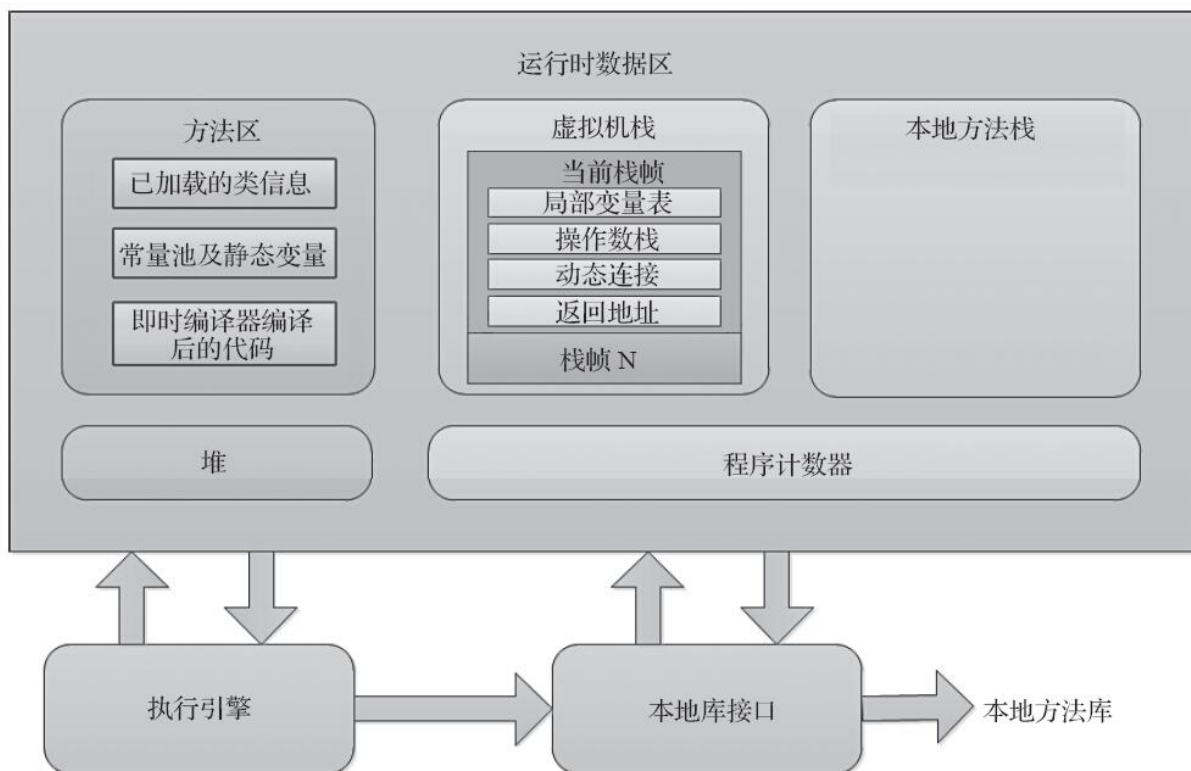 运行时数据区
方法区
已加载的类信息
常量池及静态变量
即时编译器编译
后的代码
虚拟机栈
当前栈帧
局部变量表
操作数栈
动态连接
返回地址
栈帧 N
本地方法栈
堆
程序计数器
执行引擎
本地库接口
本地方法库